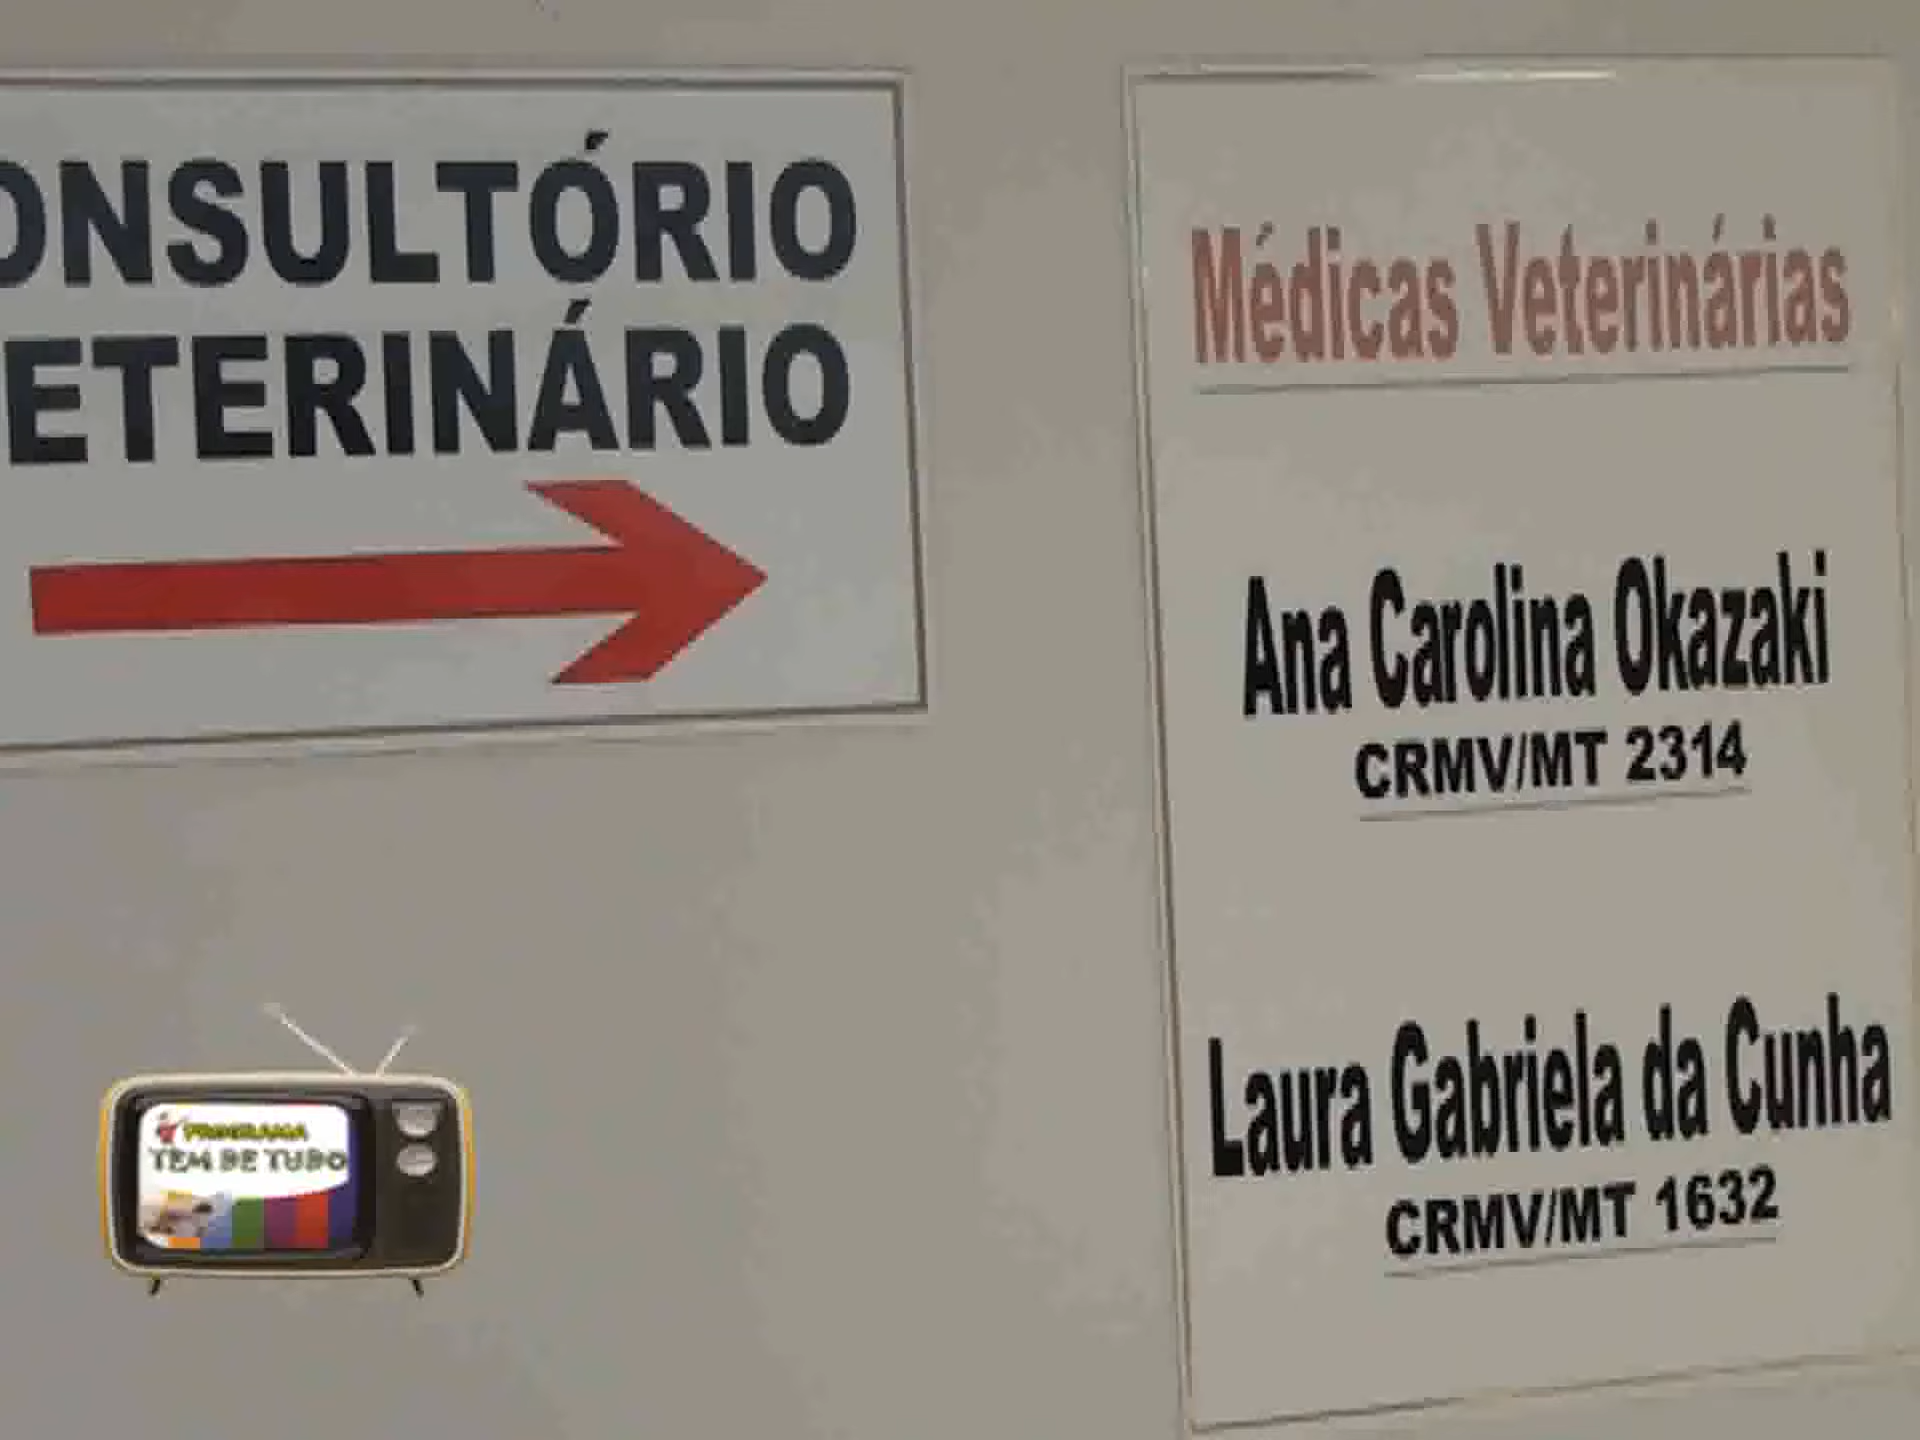 ONSULTÓRIO
ETERINÁRIO
Médicas Veterinárias
Ana Carolina Okazaki
CRMV/MT 2314
Laura Gabriela da Cunha
CRMV/MT 1632
PROGRAMA
TEM DE TUDO